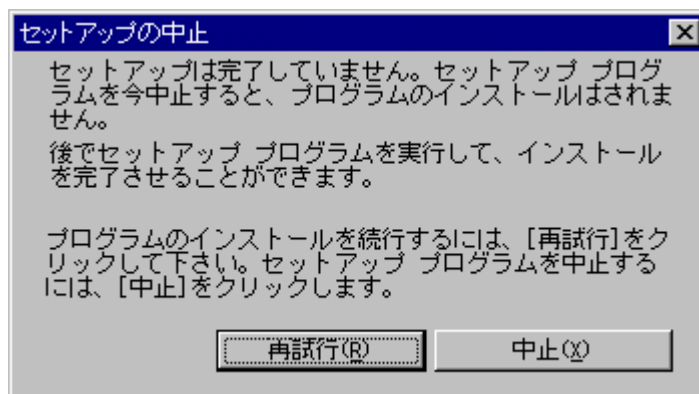 セットアップの中止
セットアップは完了していません。セットアップ プログ
ラムを今中止すると、プログラムのインストールはされま
せん。
後でセットアップ プログラムを実行して、インストール
を完了させることができます。
プログラムのインストールを続行するには、[再試行]をク
リックして下さい。セットアップ プログラムを中止する
には、[中止]をクリックします。
再試行(R) 中止(X)